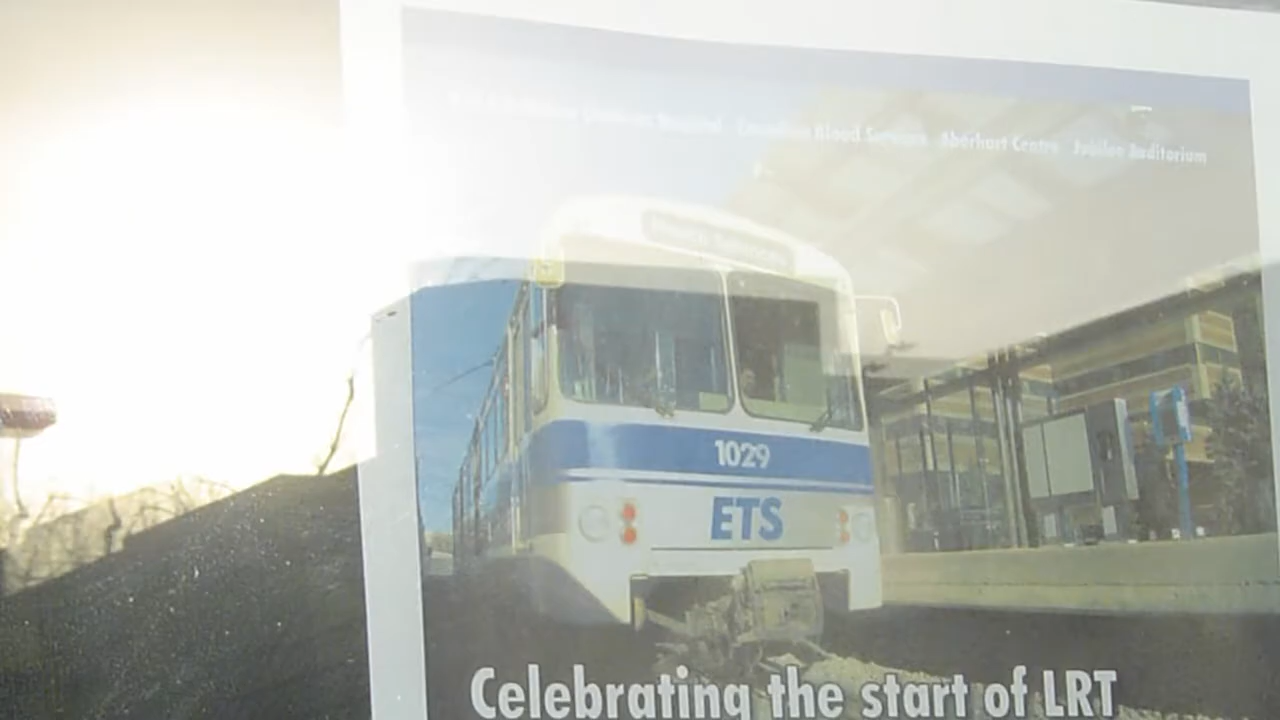 Canadian Blood Services Aberhart Centre Jubilee Auditorium
1029
ETS
Celebrating the start of LRT